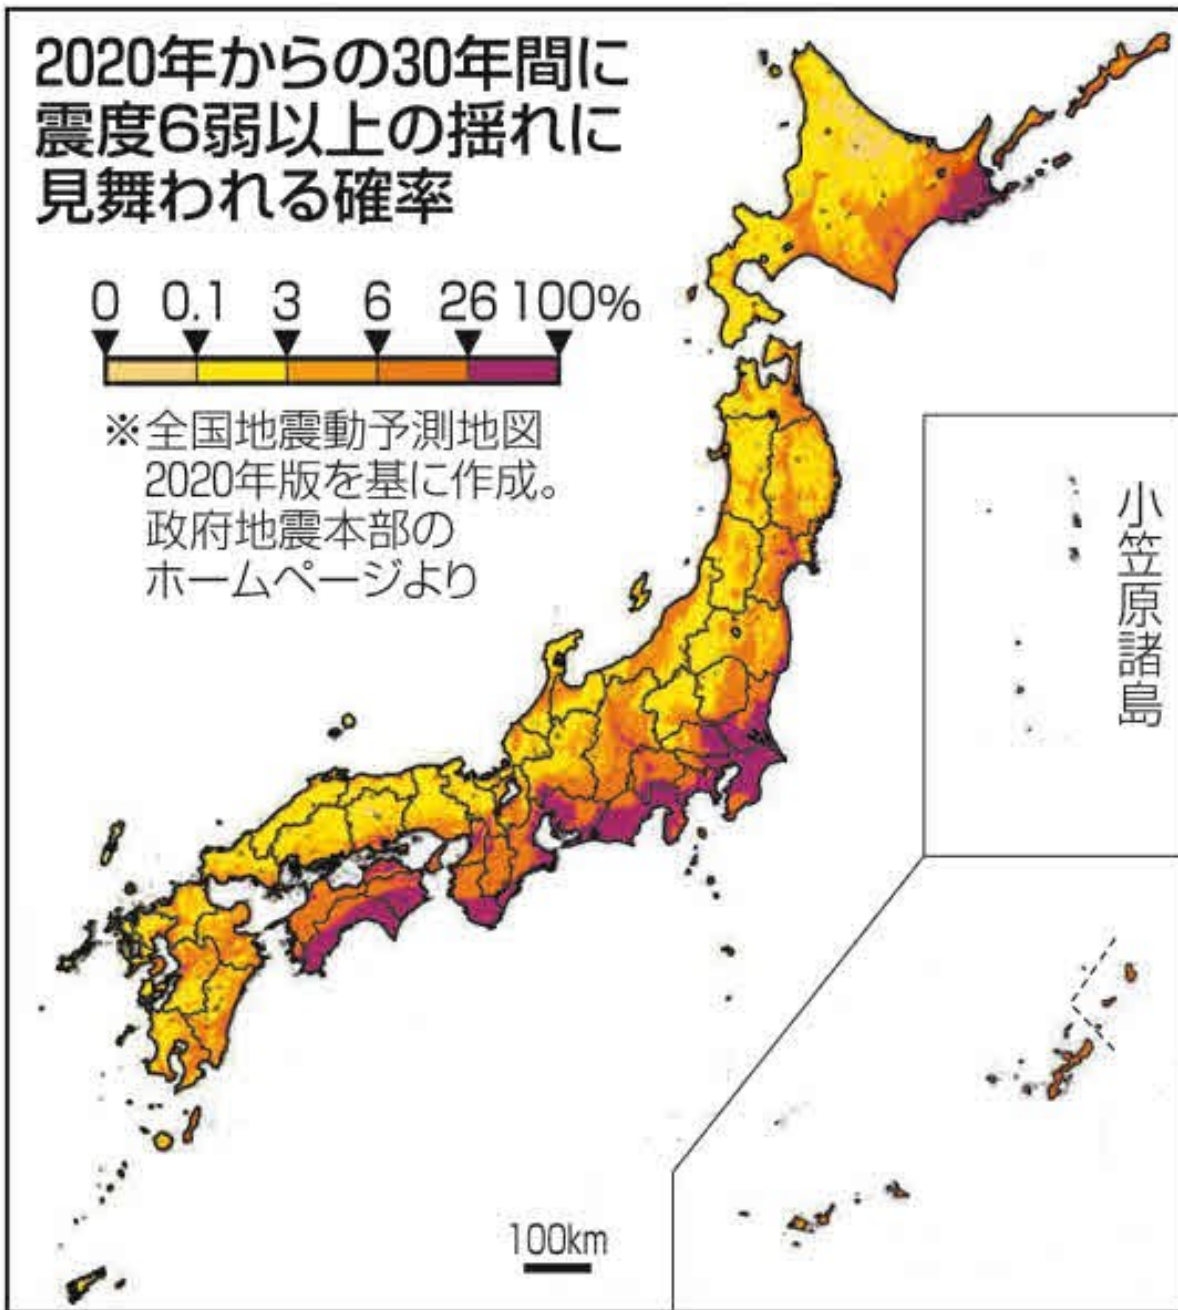 2020年からの30年間に
震度6弱以上の揺れに
見舞われる確率
0 0.1 3 6 26 100%
※全国地震動予測地図
2020年版を基に作成。
政府地震本部の
ホームページより
小笠原諸島
100km